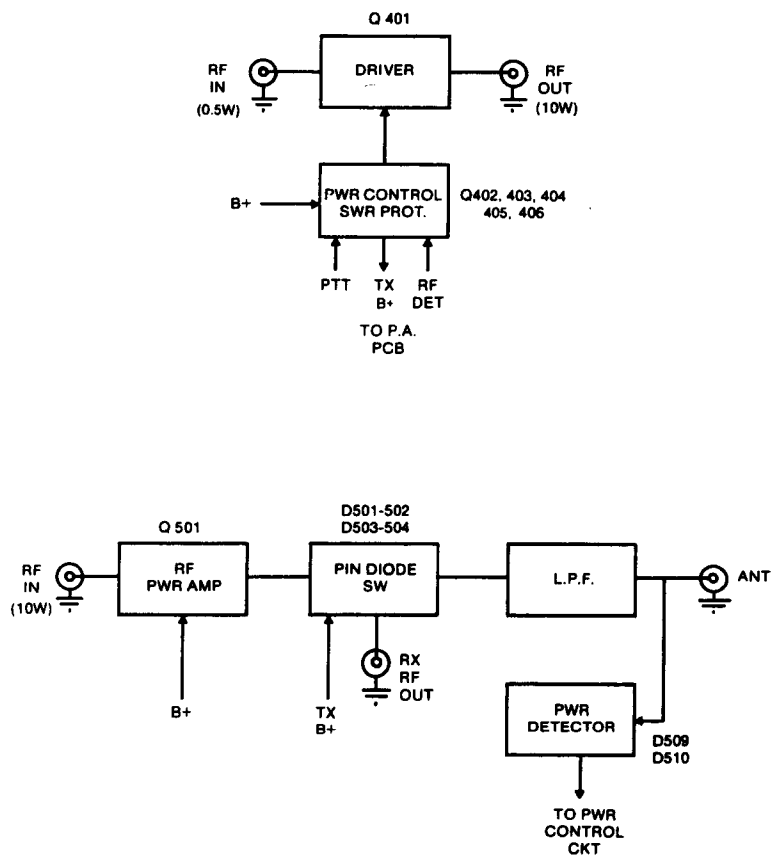 Q 401
RF
IN
(0.5W)
DRIVER
RF
OUT
(10W)
B+
PWR CONTROL
SWR PROT.
Q402, 403, 404
405, 406
PTT
TX
B+
RF
DET
TO P.A.
PCB
Q 501
D501-502
D503-504
RF
IN
(10W)
RF
PWR AMP
PIN DIODE
SW
L.P.F.
ANT
B+
TX
B+
RX
RF
OUT
PWR
DETECTOR
D509
D510
TO PWR
CONTROL
CKT